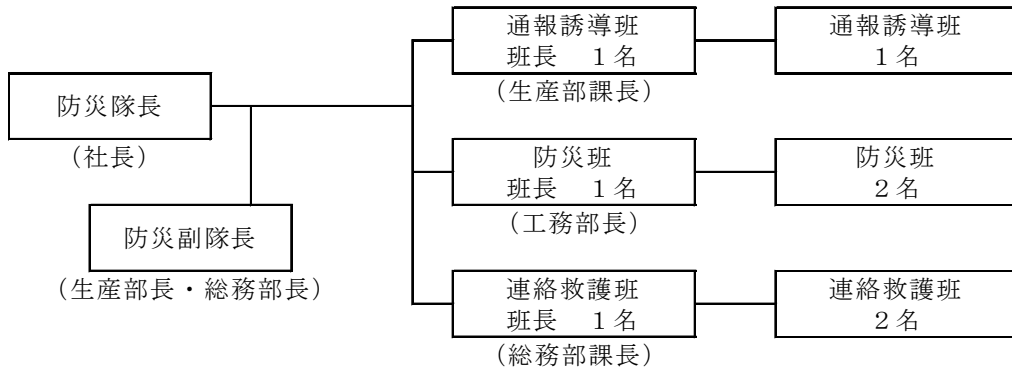 防災隊長
（社長）
防災副隊長
（生産部長・総務部長）
通報誘導班
班長　１名
（生産部課長）
通報誘導班
１名
防災班
班長　１名
（工務部長）
防災班
２名
連絡救護班
班長　１名
（総務部課長）
連絡救護班
２名